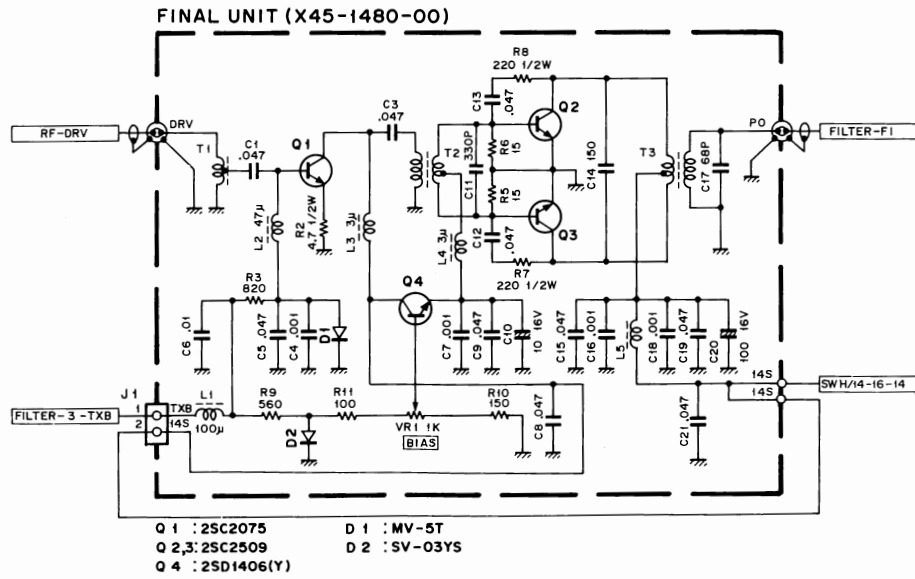 FINAL UNIT (X45-1480-00)
R8
220 1/2W
C13
.047
Q2
C3
.047
RF-DRV
DRV
PO
FILTER-F1
T1
C1
.047
Q1
T2
C11
330P
R6
15
C14 150
T3
C17 68P
R5
15
L2 47μ
R2
4.7 1/2W
L3 3μ
L4 3μ
C12
.047
Q3
R7
220 1/2W
Q4
R3
820
C6 .01
C5 .047
C4 .001
D1
C7 .001
C9 .047
C10
10 16V
C15 .047
C16 .001
L5
C18 .001
C19 .047
C20
100 16V
14S
SWH/14-16-14
14S
J1
FILTER-3-TXB
1 TXB
2 14S
L1
100μ
R9
560
R11
100
R10
150
VR1 1K
BIAS
D2
C8 .047
C21 .047
Q 1 : 2SC2075 D 1 : MV-5T
Q 2,3 : 2SC2509 D 2 : SV-03YS
Q 4 : 2SD1406(Y)